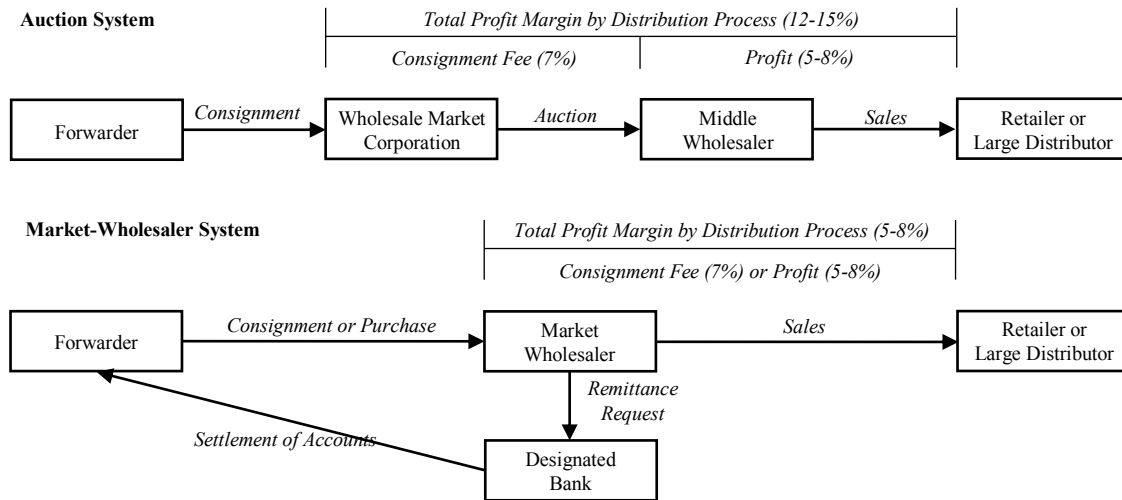 Auction System
Total Profit Margin by Distribution Process (12-15%)
Consignment Fee (7%)
Profit (5-8%)
Forwarder
Consignment
Wholesale Market
Corporation
Auction
Middle
Wholesaler
Sales
Retailer or
Large Distributor
Market-Wholesaler System
Total Profit Margin by Distribution Process (5-8%)
Consignment Fee (7%) or Profit (5-8%)
Forwarder
Consignment or Purchase
Market
Wholesaler
Sales
Retailer or
Large Distributor
Remittance
Request
Settlement of Accounts
Designated
Bank